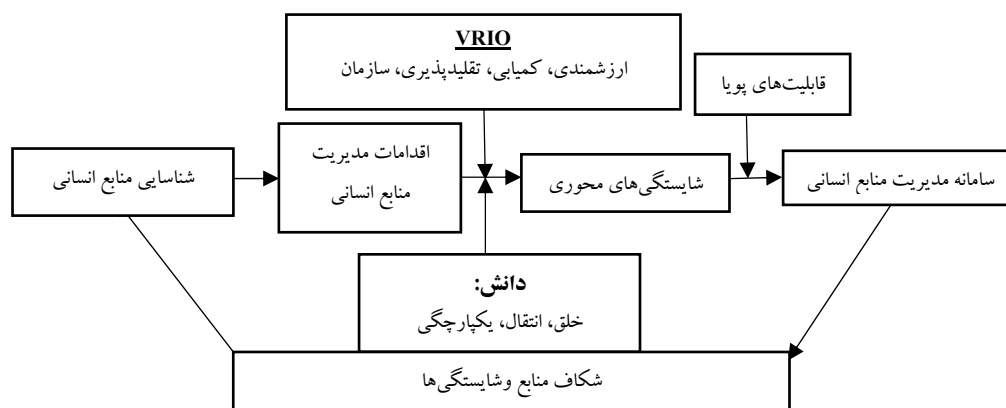 VRIO
ارزشمندی، کمیابی، تقلیدپذیری، سازمان
قابلیت‌های پویا
شناسایی منابع انسانی
اقدامات مدیریت
منابع انسانی
شایستگی‌های محوری
سامانه مدیریت منابع انسانی
دانش:
خلق، انتقال، یکپارچگی
شکاف منابع وشایستگی‌ها